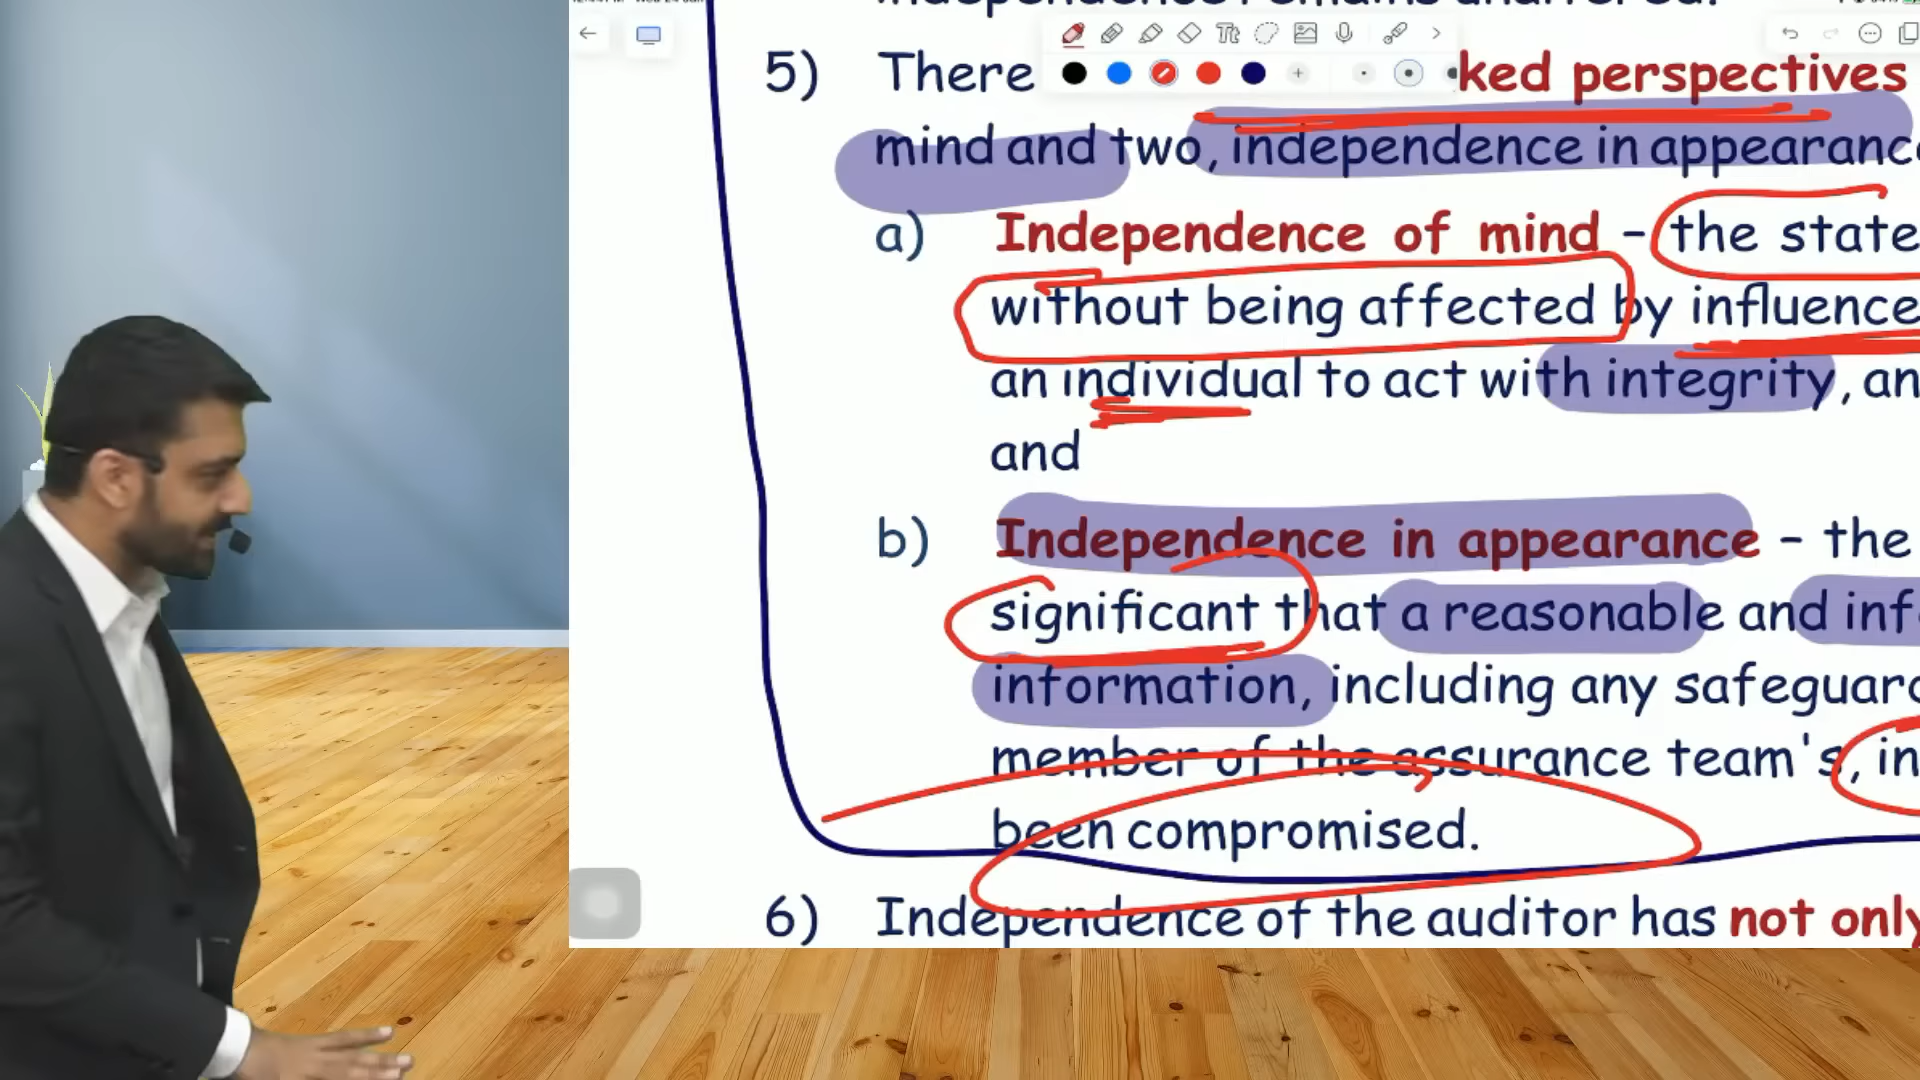 5) There ked perspectives
mind and two, independence in appearance
a) Independence of mind – the state
without being affected by influence
an individual to act with integrity, an
and
b) Independence in appearance – the
significant that a reasonable and inf
information, including any safeguard
member of the assurance team's, in
been compromised.
6) Independence of the auditor has not only